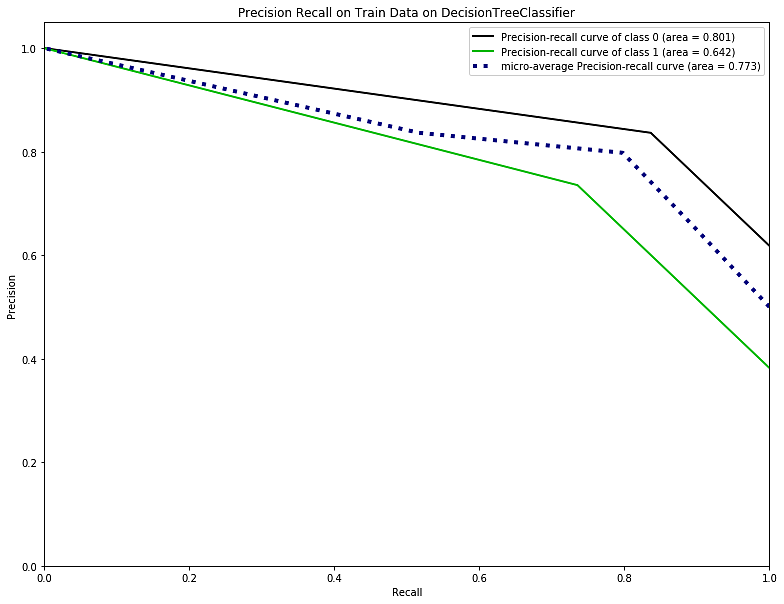 Precision Recall on Train Data on DecisionTreeClassifier
Precision-recall curve of class 0 (area = 0.801)
Precision-recall curve of class 1 (area = 0.642)
micro-average Precision-recall curve (area = 0.773)
1.0
0.8
0.6
0.4
0.2
0.0
Precision
0.0 0.2 0.4 0.6 0.8 1.0
Recall